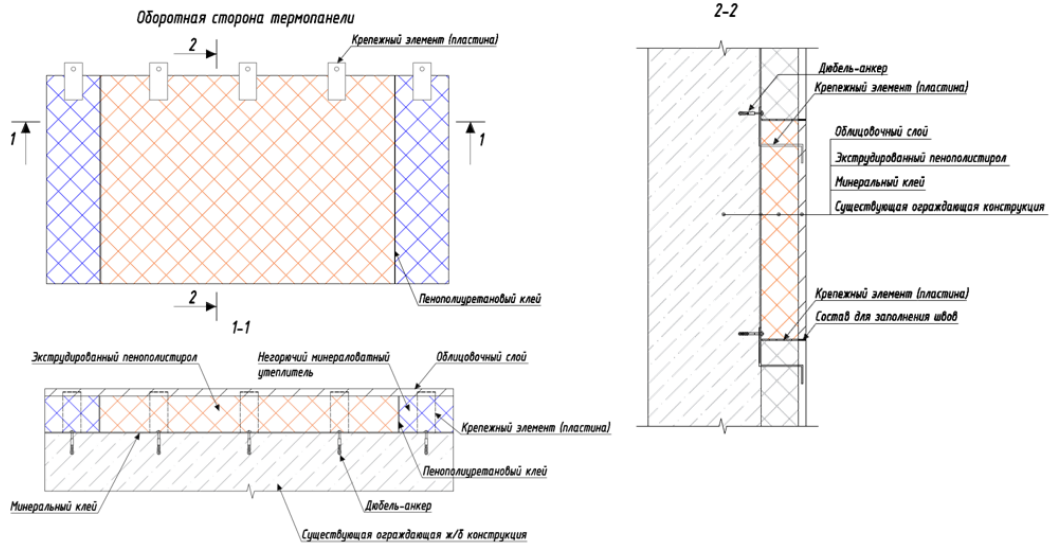 Оборотная сторона термопанели
2
Крепежный элемент (пластина)
1
1
2
Пенополиуретановый клей
1-1
Экструдированный пенополистирол
Негорючий минераловатный
утеплитель
Облицовочный слой
Крепежный элемент (пластина)
Пенополиуретановый клей
Минеральный клей
Дюбель-анкер
Существующая ограждающая ж/б конструкция
2-2
Дюбель-анкер
Крепежный элемент (пластина)
Облицовочный слой
Экструдированный пенополистирол
Минеральный клей
Существующая ограждающая конструкция
Крепежный элемент (пластина)
Состав для заполнения швов